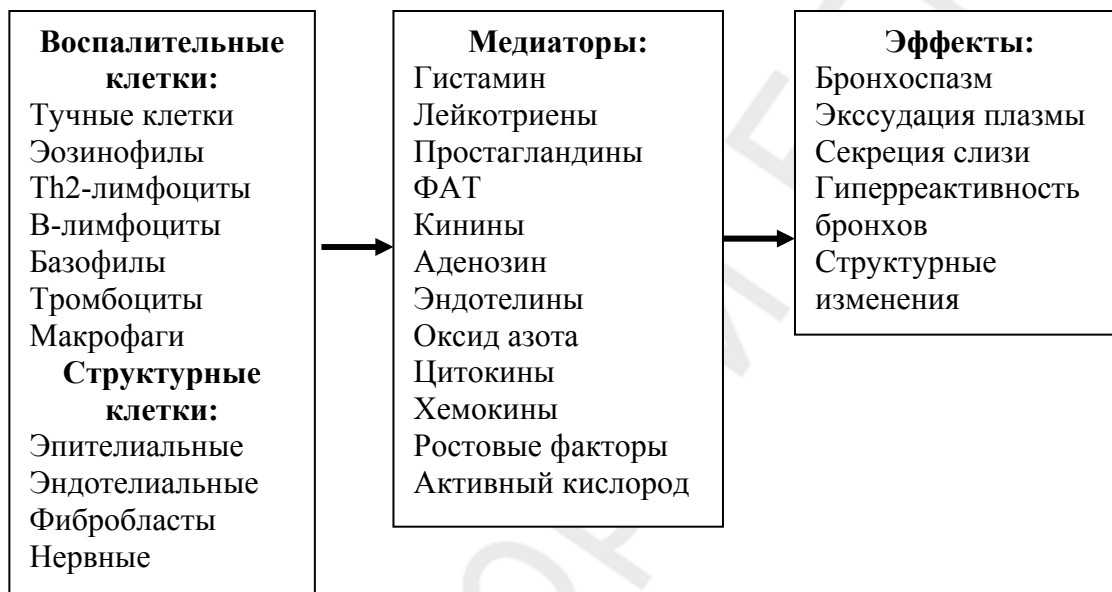 Воспалительные
клетки:
Тучные клетки
Эозинофилы
Th2-лимфоциты
В-лимфоциты
Базофилы
Тромбоциты
Макрофаги
Структурные
клетки:
Эпителиальные
Эндотелиальные
Фибробласты
Нервные
Медиаторы:
Гистамин
Лейкотриены
Простагландины
ФАТ
Кинины
Аденозин
Эндотелины
Оксид азота
Цитокины
Хемокины
Ростовые факторы
Активный кислород
Эффекты:
Бронхоспазм
Экссудация плазмы
Секреция слизи
Гиперреактивность
бронхов
Структурные
изменения